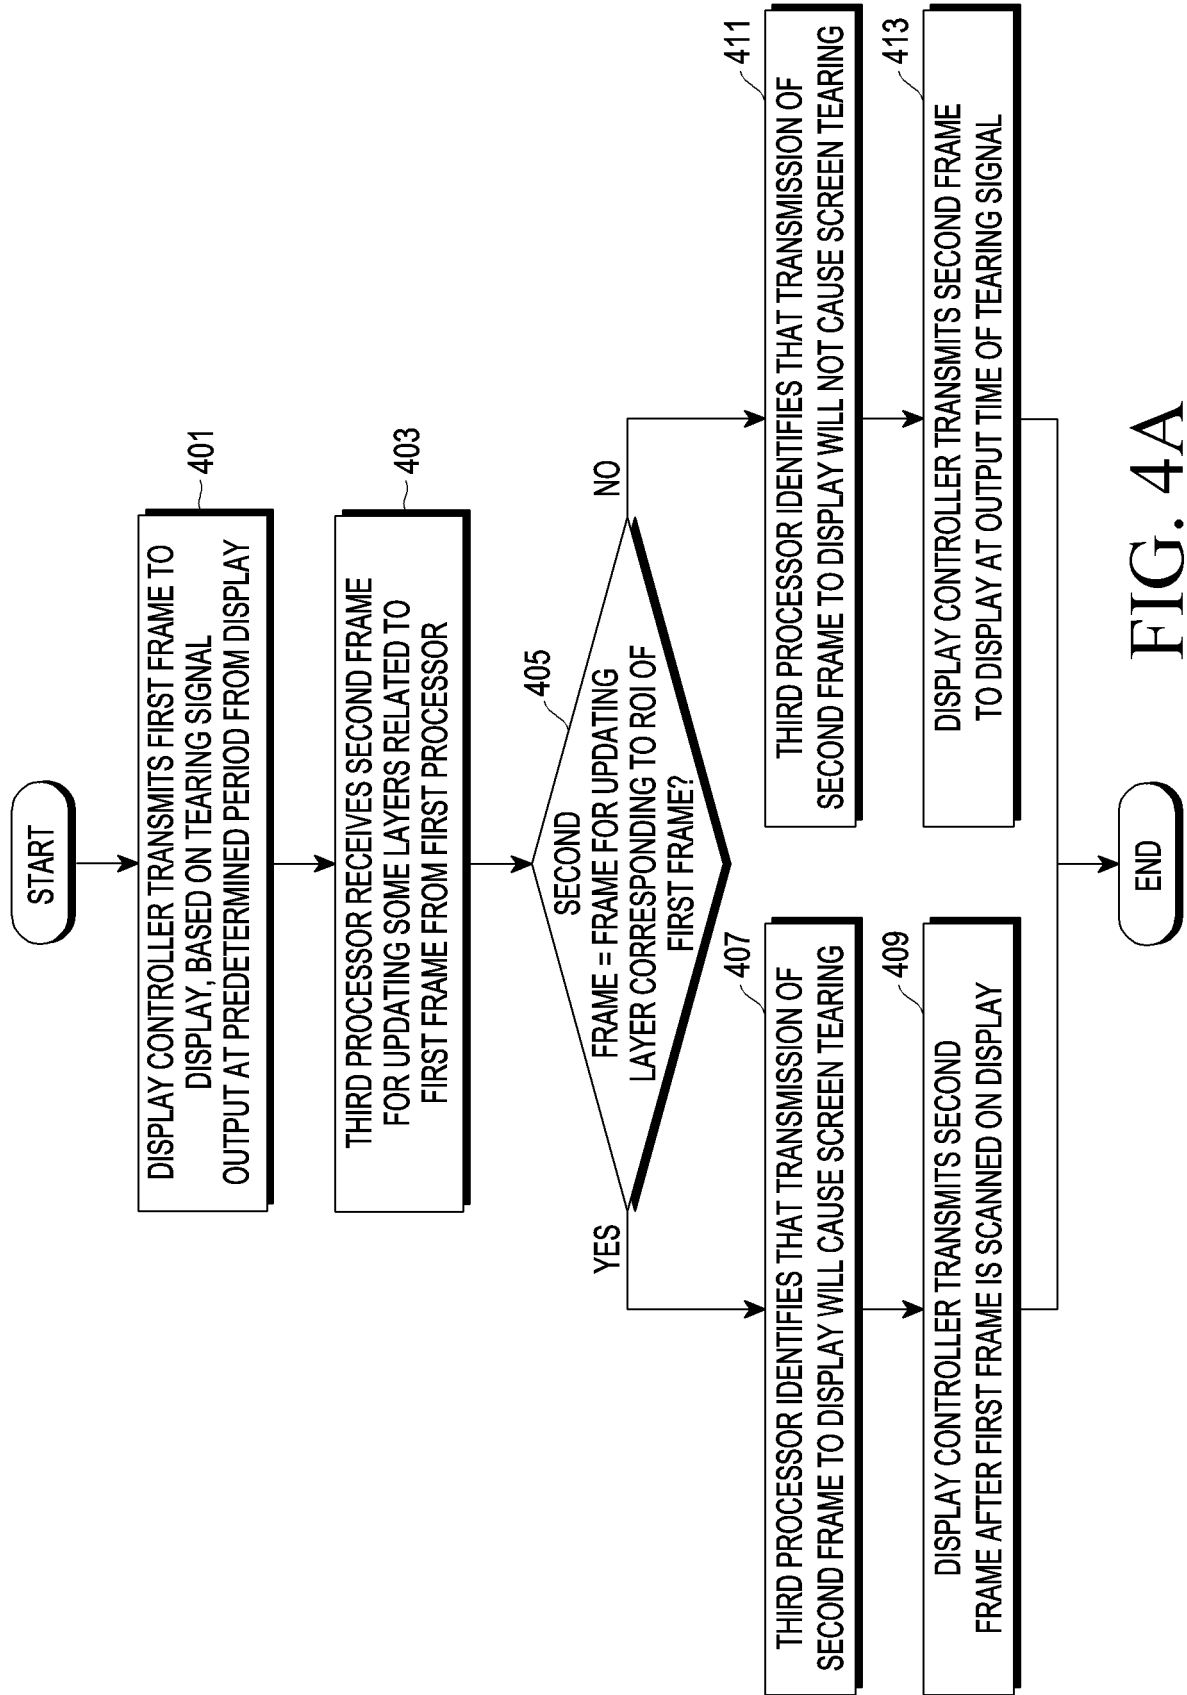 START
DISPLAY CONTROLLER TRANSMITS FIRST FRAME TO
DISPLAY, BASED ON TEARING SIGNAL
OUTPUT AT PREDETERMINED PERIOD FROM DISPLAY
401
THIRD PROCESSOR RECEIVES SECOND FRAME
FOR UPDATING SOME LAYERS RELATED TO
FIRST FRAME FROM FIRST PROCESSOR
403
405
SECOND
FRAME = FRAME FOR UPDATING
LAYER CORRESPONDING TO ROI OF
FIRST FRAME?
YES
NO
407
THIRD PROCESSOR IDENTIFIES THAT TRANSMISSION OF
SECOND FRAME TO DISPLAY WILL CAUSE SCREEN TEARING
409
DISPLAY CONTROLLER TRANSMITS SECOND
FRAME AFTER FIRST FRAME IS SCANNED ON DISPLAY
411
THIRD PROCESSOR IDENTIFIES THAT TRANSMISSION OF
SECOND FRAME TO DISPLAY WILL NOT CAUSE SCREEN TEARING
413
DISPLAY CONTROLLER TRANSMITS SECOND FRAME
TO DISPLAY AT OUTPUT TIME OF TEARING SIGNAL
END
FIG. 4A